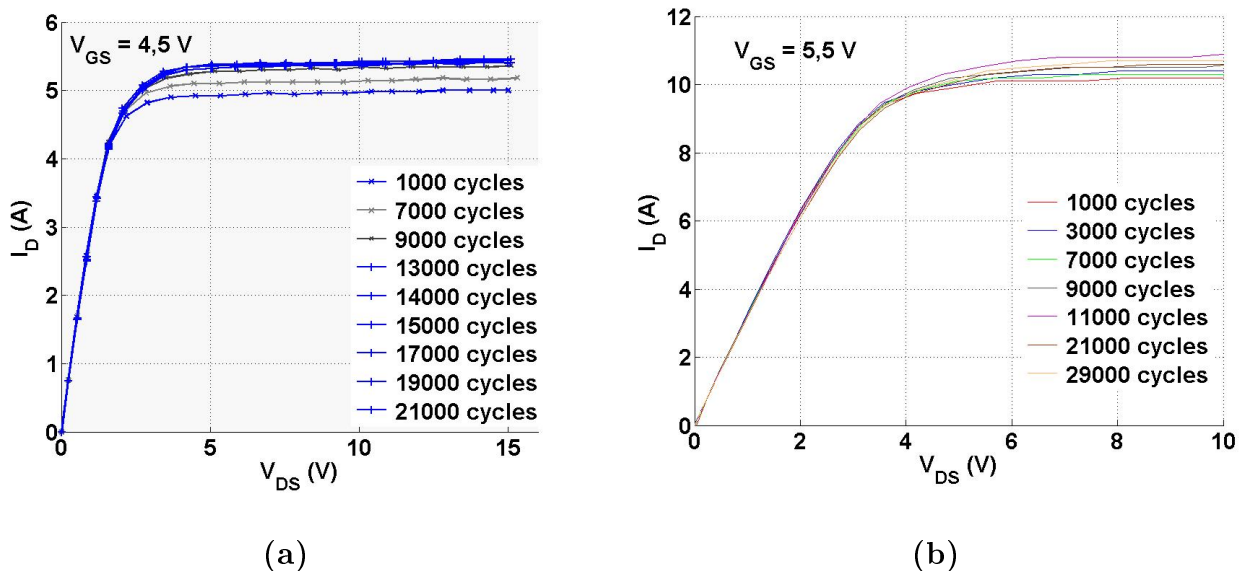 6
5
4
3
2
1
0
0
5
10
15
V_GS = 4,5 V
I_D (A)
V_DS (V)
1000 cycles
7000 cycles
9000 cycles
13000 cycles
14000 cycles
15000 cycles
17000 cycles
19000 cycles
21000 cycles
(a)
12
10
8
6
4
2
0
0
2
4
6
8
10
V_GS = 5,5 V
I_D (A)
V_DS (V)
1000 cycles
3000 cycles
7000 cycles
9000 cycles
11000 cycles
21000 cycles
29000 cycles
(b)